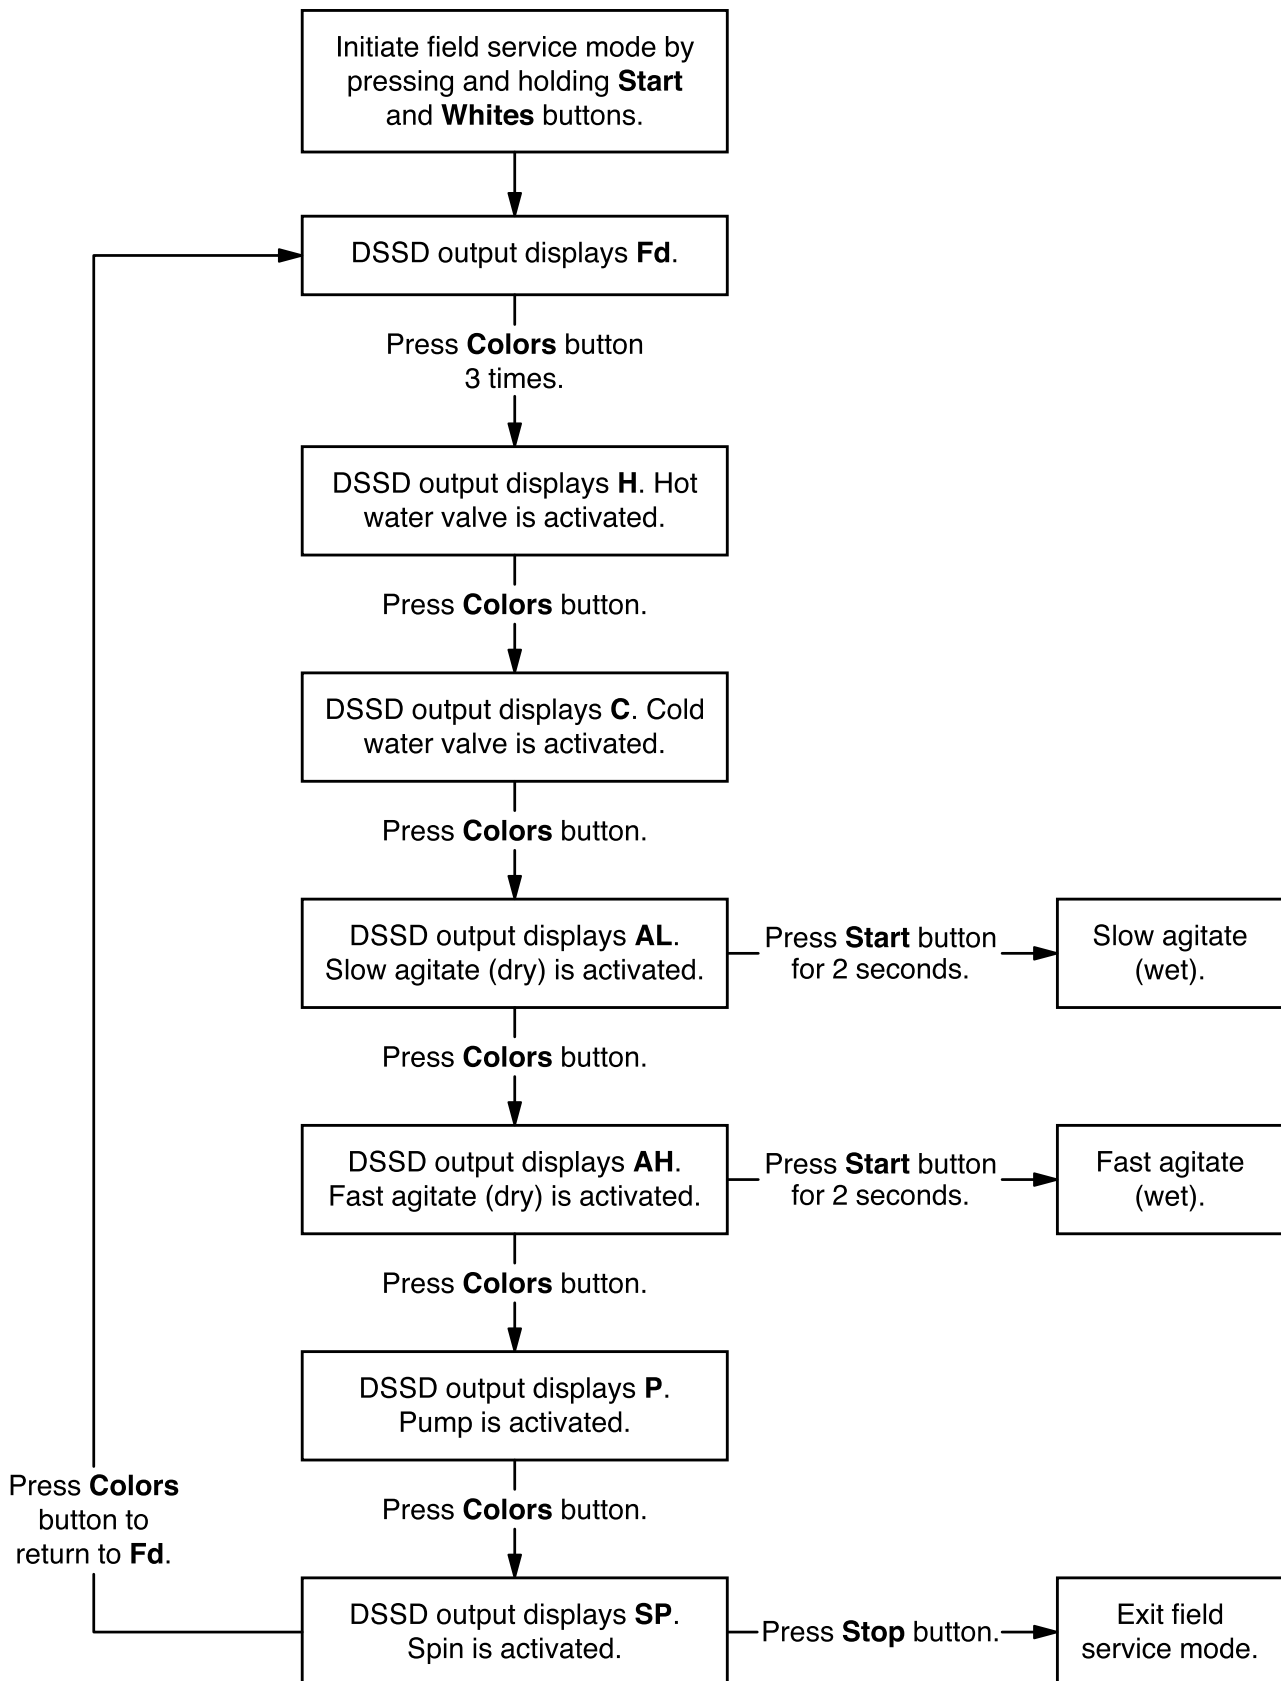 Initiate field service mode by
pressing and holding Start
and Whites buttons.
DSSD output displays Fd.
Press Colors button
3 times.
DSSD output displays H. Hot
water valve is activated.
Press Colors button.
DSSD output displays C. Cold
water valve is activated.
Press Colors button.
DSSD output displays AL.
Slow agitate (dry) is activated.
Press Start button
for 2 seconds.
Slow agitate
(wet).
Press Colors button.
DSSD output displays AH.
Fast agitate (dry) is activated.
Press Start button
for 2 seconds.
Fast agitate
(wet).
Press Colors button.
DSSD output displays P.
Pump is activated.
Press Colors button.
Press Colors
button to
return to Fd.
DSSD output displays SP.
Spin is activated.
Press Stop button.
Exit field
service mode.